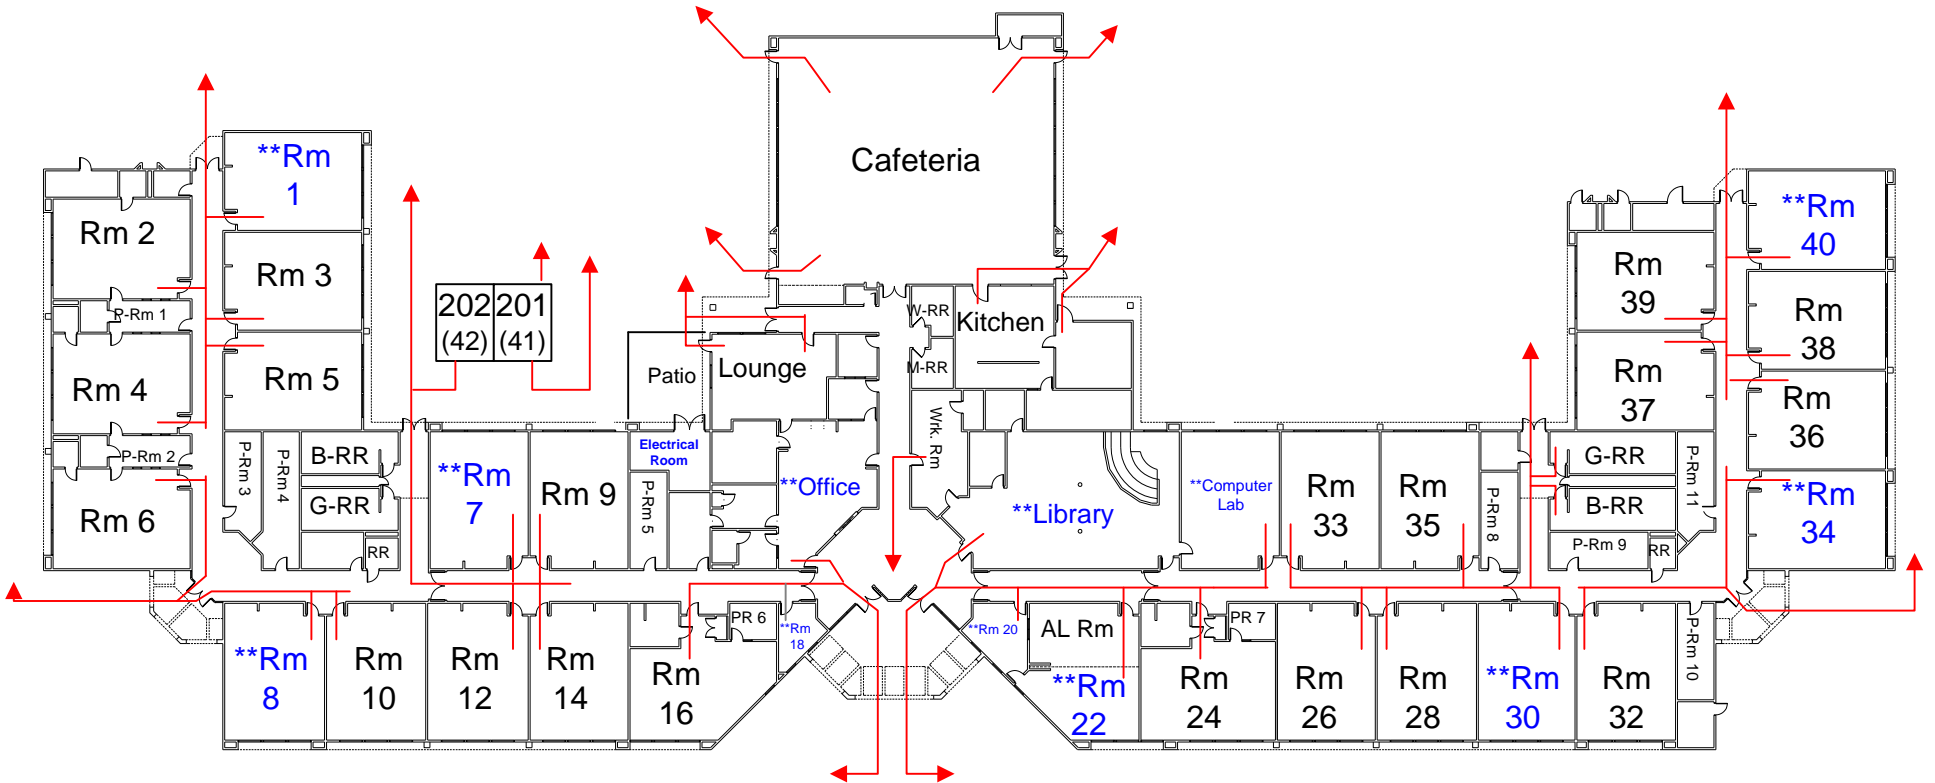 Cafeteria
**Rm
1
Rm 2
Rm 3
P-Rm 1
Rm 4
Rm 5
P-Rm 2
Rm 6
P-Rm 3
P-Rm 4
B-RR
G-RR
RR
202
(42)
201
(41)
**Rm
7
Rm 9
Patio
Electrical
Room
P-Rm 5
Lounge
**Office
W-RR
M-RR
Kitchen
Wrk. Rm
**Library
**Computer
Lab
Rm
33
Rm
35
P-Rm 8
G-RR
B-RR
P-Rm 9
RR
P-Rm 11
Rm
39
Rm
37
**Rm
40
Rm
38
Rm
36
**Rm
34
**Rm
8
Rm
10
Rm
12
Rm
14
Rm
16
PR 6
**Rm
18
**Rm 20
AL Rm
**Rm
22
PR 7
Rm
24
Rm
26
Rm
28
**Rm
30
Rm
32
P-Rm 10